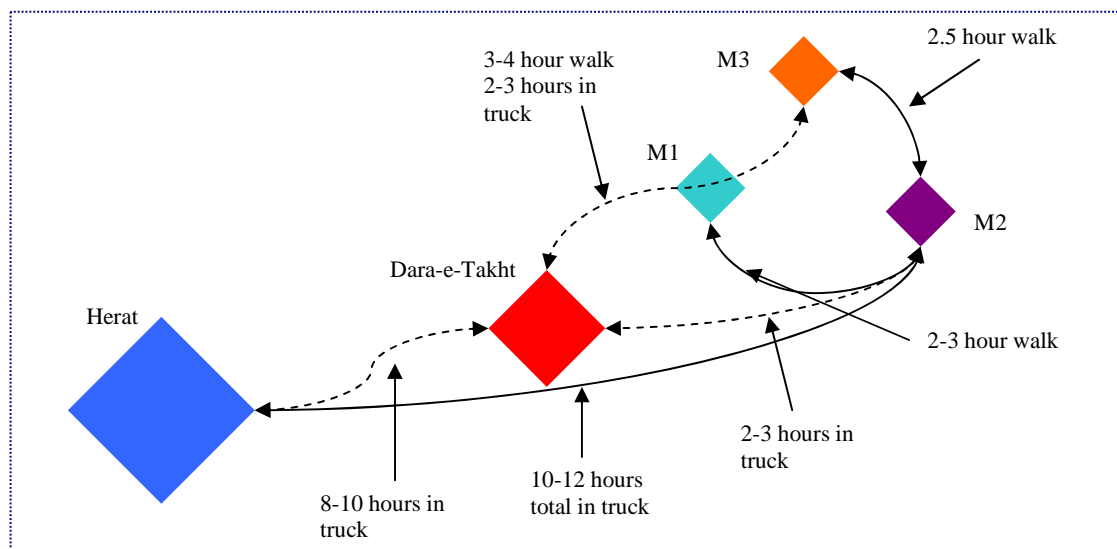 2.5 hour walk
3-4 hour walk
2-3 hours in
truck
M3
M1
M2
Dara-e-Takht
Herat
2-3 hour walk
2-3 hours in
truck
10-12 hours
total in truck
8-10 hours in
truck